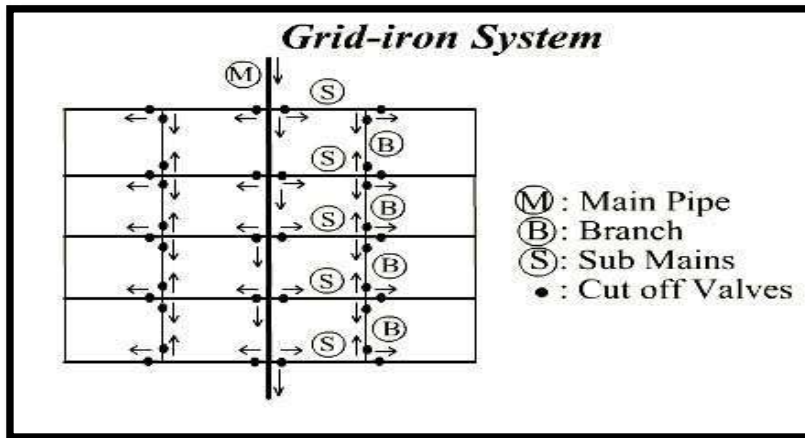 Grid-iron System
M
S
B
S
B
S
B
S
B
S
M : Main Pipe
B : Branch
S : Sub Mains
• : Cut off Valves